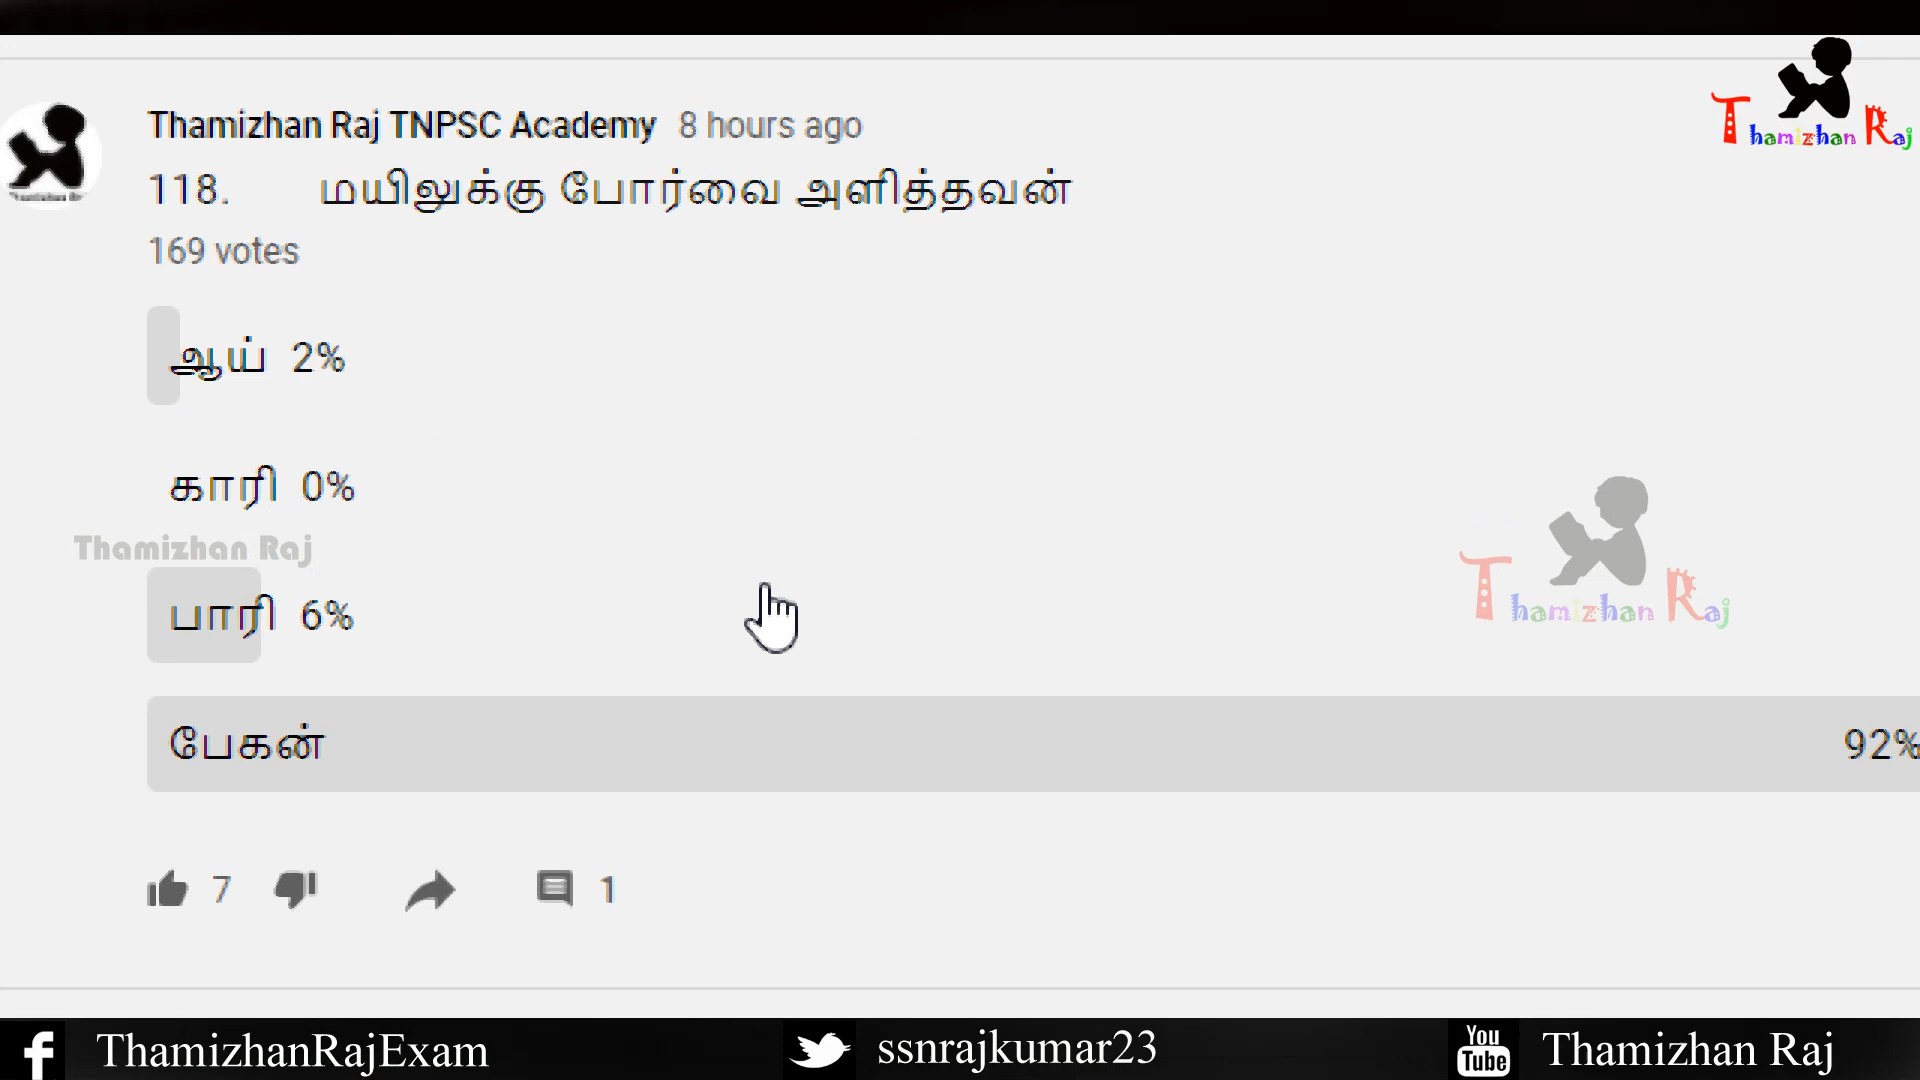 Thamizhan Raj
Thamizhan Raj TNPSC Academy 8 hours ago
118. மயிலுக்கு போர்வை அளித்தவன்
169 votes
ஆய் 2%
காரி 0%
Thamizhan Raj
பாரி 6%
Thamizhan Raj
பேகன் 92%
7 1
ThamizhanRajExam ssnrajkumar23 You Tube Thamizhan Raj